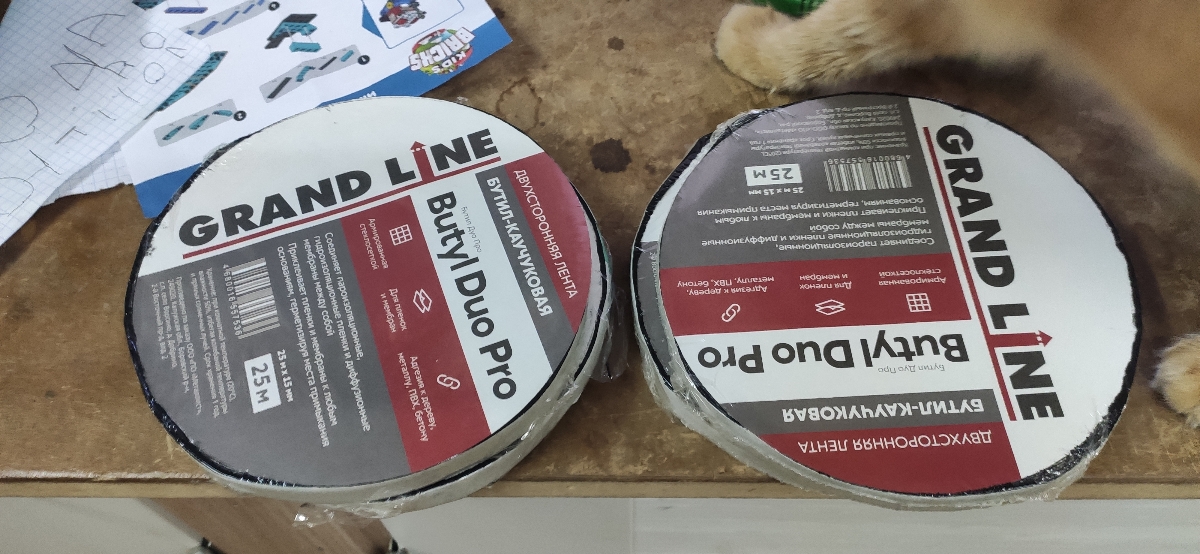 KID'S
BRICKS
GRAND LINE
ДВУХСТОРОННЯЯ ЛЕНТА
БУТИЛ-КАУЧУКОВАЯ
Бутил Дуо Про
Butyl Duo Pro
Армированная
стеклосеткой
Для пленок
и мембран
Адгезия к дереву,
металлу, ПВХ, бетону
Соединяет пароизоляционные,
гидроизоляционные пленки и диффузионные
мембраны между собой
Приклеивает пленки и мембраны к любым
основаниям, герметизируя места примыкания
25 м x 15 мм
25 М
4680016557536
GRAND LINE
ДВУХСТОРОННЯЯ ЛЕНТА
БУТИЛ-КАУЧУКОВАЯ
Бутил Дуо Про
Butyl Duo Pro
Армированная
стеклосеткой
Для пленок
и мембран
Адгезия к дереву,
металлу, ПВХ, бетону
Соединяет пароизоляционные,
гидроизоляционные пленки и диффузионные
мембраны между собой
Приклеивает пленки и мембраны к любым
основаниям, герметизируя места примыкания
25 м x 15 мм
25 М
4680016557536